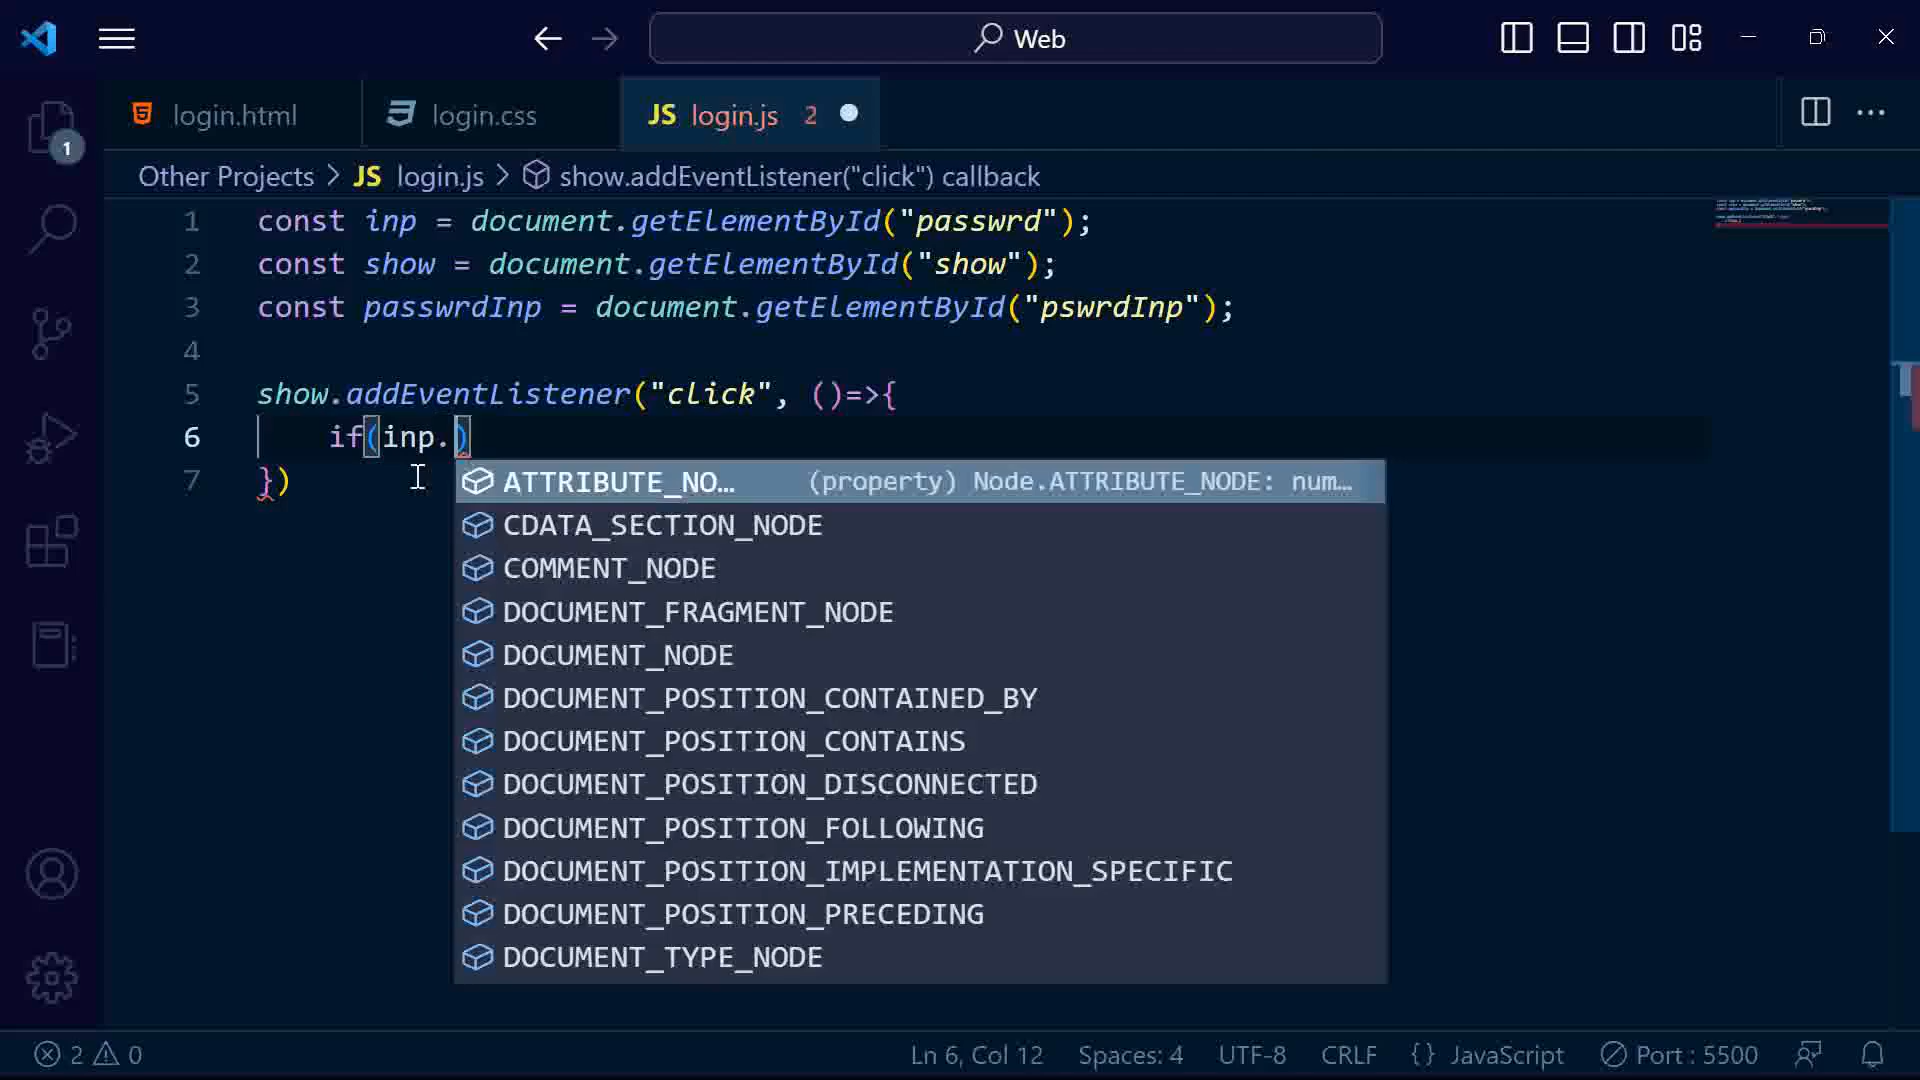 Web
login.html
login.css
JS login.js 2
1
Other Projects > JS login.js > show.addEventListener("click") callback
1 const inp = document.getElementById("passwrd");
2 const show = document.getElementById("show");
3 const passwrdInp = document.getElementById("pswrdInp");
4
5 show.addEventListener("click", ()=>{
6 if(inp.)
7 })
ATTRIBUTE_NO… (property) Node.ATTRIBUTE_NODE: num…
CDATA_SECTION_NODE
COMMENT_NODE
DOCUMENT_FRAGMENT_NODE
DOCUMENT_NODE
DOCUMENT_POSITION_CONTAINED_BY
DOCUMENT_POSITION_CONTAINS
DOCUMENT_POSITION_DISCONNECTED
DOCUMENT_POSITION_FOLLOWING
DOCUMENT_POSITION_IMPLEMENTATION_SPECIFIC
DOCUMENT_POSITION_PRECEDING
DOCUMENT_TYPE_NODE
2 0 Ln 6, Col 12 Spaces: 4 UTF-8 CRLF {} JavaScript Port : 5500